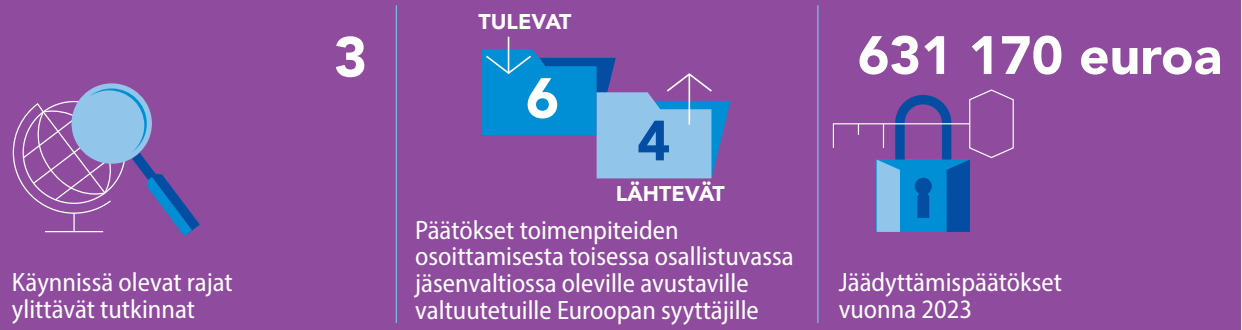 3
Käynnissä olevat rajat
ylittävät tutkinnat
TULEVAT
6
4
LÄHTEVÄT
Päätökset toimenpiteiden
osoittamisesta toisessa osallistuvassa
jäsenvaltiossa oleville avustaville
valtuutetuille Euroopan syyttäjille
631 170 euroa
Jäädyttämispäätökset
vuonna 2023